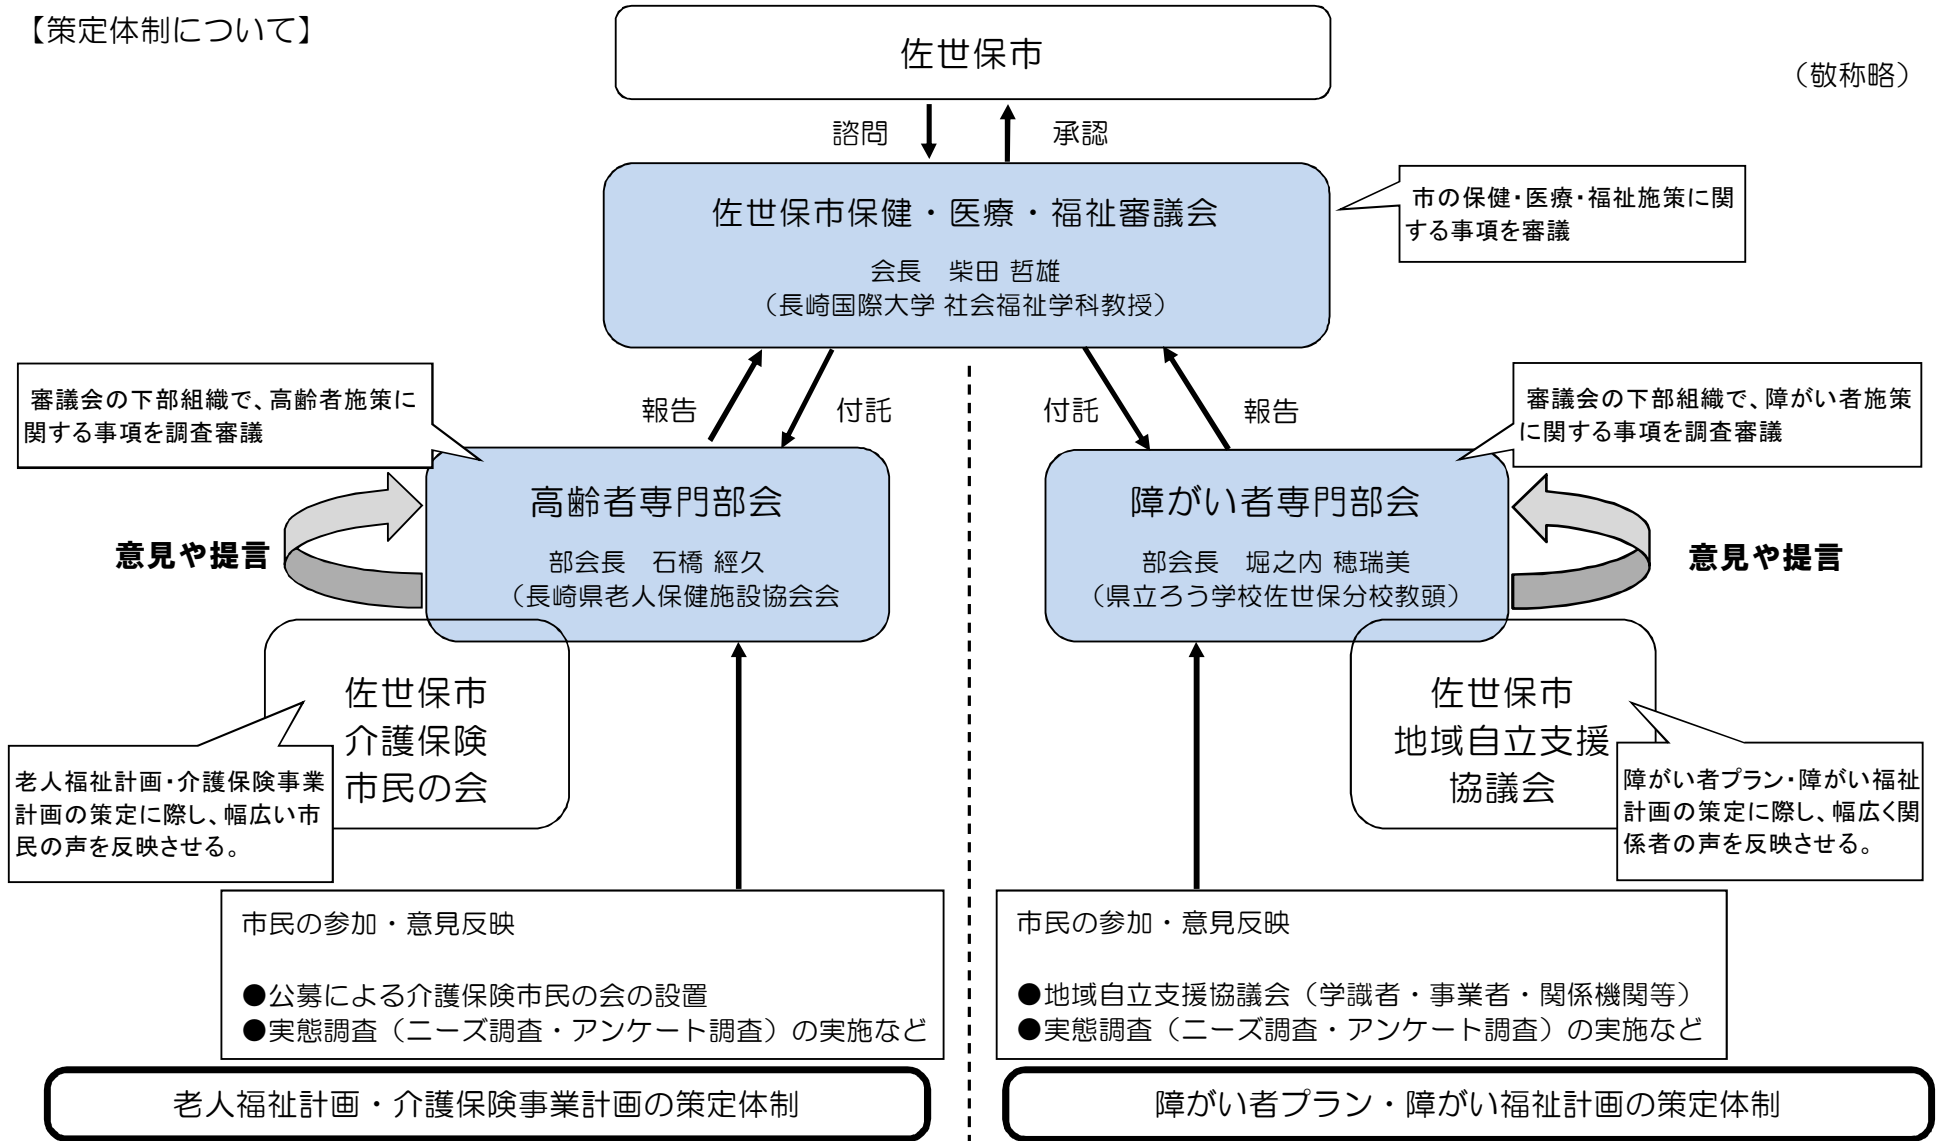 【策定体制について】
佐世保市
（敬称略）
諮問
承認
佐世保市保健・医療・福祉審議会
会長　柴田 哲雄
（長崎国際大学 社会福祉学科教授）
市の保健・医療・福祉施策に関
する事項を審議
審議会の下部組織で、高齢者施策に
関する事項を調査審議
報告
付託
付託
報告
審議会の下部組織で、障がい者施策
に関する事項を調査審議
高齢者専門部会
部会長　石橋 經久
（長崎県老人保健施設協会会
意見や提言
障がい者専門部会
部会長　堀之内 穂瑞美
（県立ろう学校佐世保分校教頭）
意見や提言
佐世保市
介護保険
市民の会
老人福祉計画・介護保険事業
計画の策定に際し、幅広い市
民の声を反映させる。
佐世保市
地域自立支援
協議会
障がい者プラン・障がい福祉
計画の策定に際し、幅広く関
係者の声を反映させる。
市民の参加・意見反映
●公募による介護保険市民の会の設置
●実態調査（ニーズ調査・アンケート調査）の実施など
市民の参加・意見反映
●地域自立支援協議会（学識者・事業者・関係機関等）
●実態調査（ニーズ調査・アンケート調査）の実施など
老人福祉計画・介護保険事業計画の策定体制
障がい者プラン・障がい福祉計画の策定体制